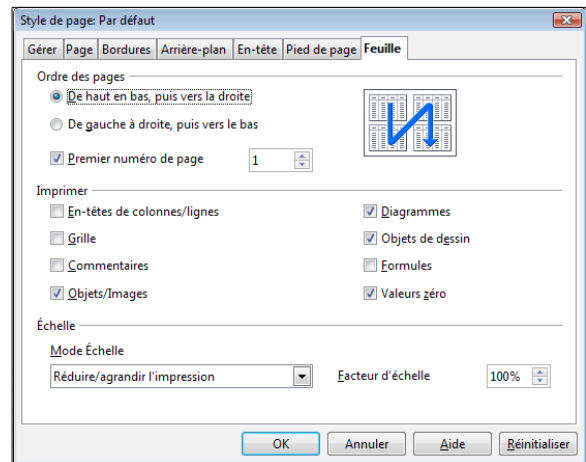 Style de page: Par défaut
Gérer Page Bordures Arrière-plan En-tête Pied de page Feuille
Ordre des pages
De haut en bas, puis vers la droite
De gauche à droite, puis vers le bas
Premier numéro de page 1
Imprimer
En-têtes de colonnes/lignes Diagrammes
Grille Objets de dessin
Commentaires Formules
Objets/Images Valeurs zéro
Échelle
Mode Échelle
Réduire/agrandir l'impression Facteur d'échelle 100%
OK Annuler Aide Réinitialiser